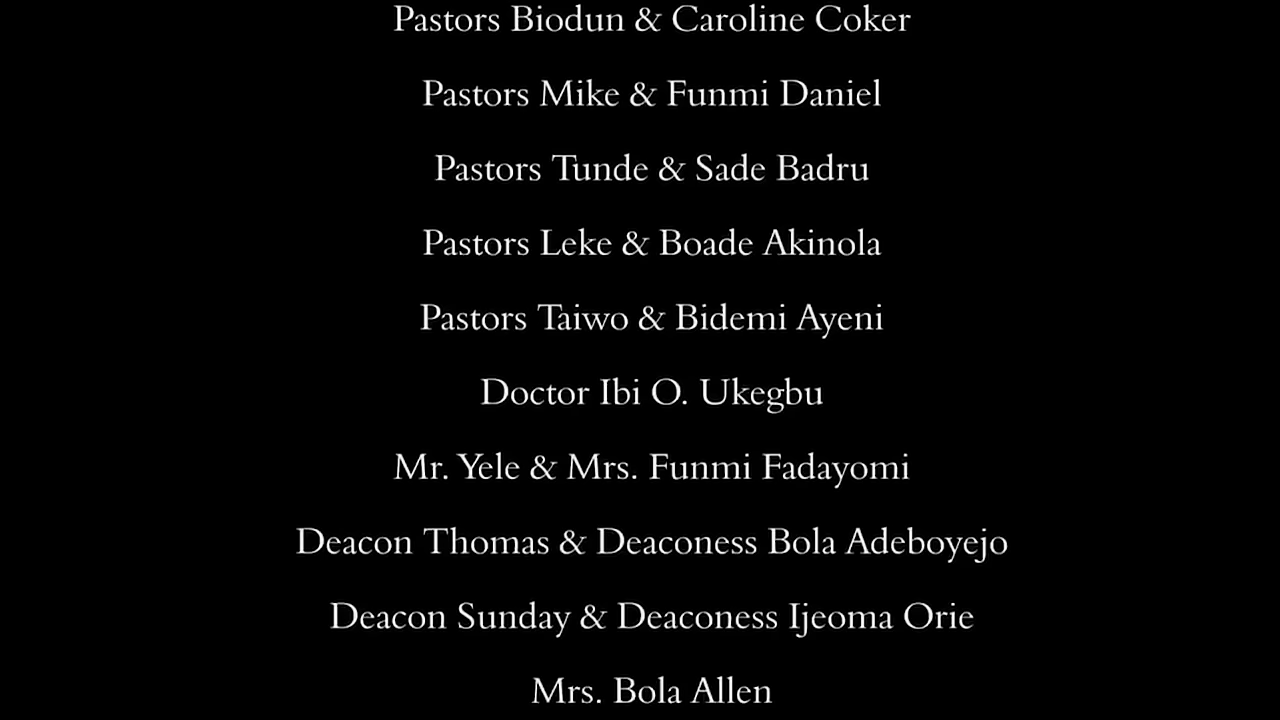 Pastors Biodun & Caroline Coker
Pastors Mike & Funmi Daniel
Pastors Tunde & Sade Badru
Pastors Leke & Boade Akinola
Pastors Taiwo & Bidemi Ayeni
Doctor Ibi O. Ukegbu
Mr. Yele & Mrs. Funmi Fadayomi
Deacon Thomas & Deaconess Bola Adeboyejo
Deacon Sunday & Deaconess Ijeoma Orie
Mrs. Bola Allen